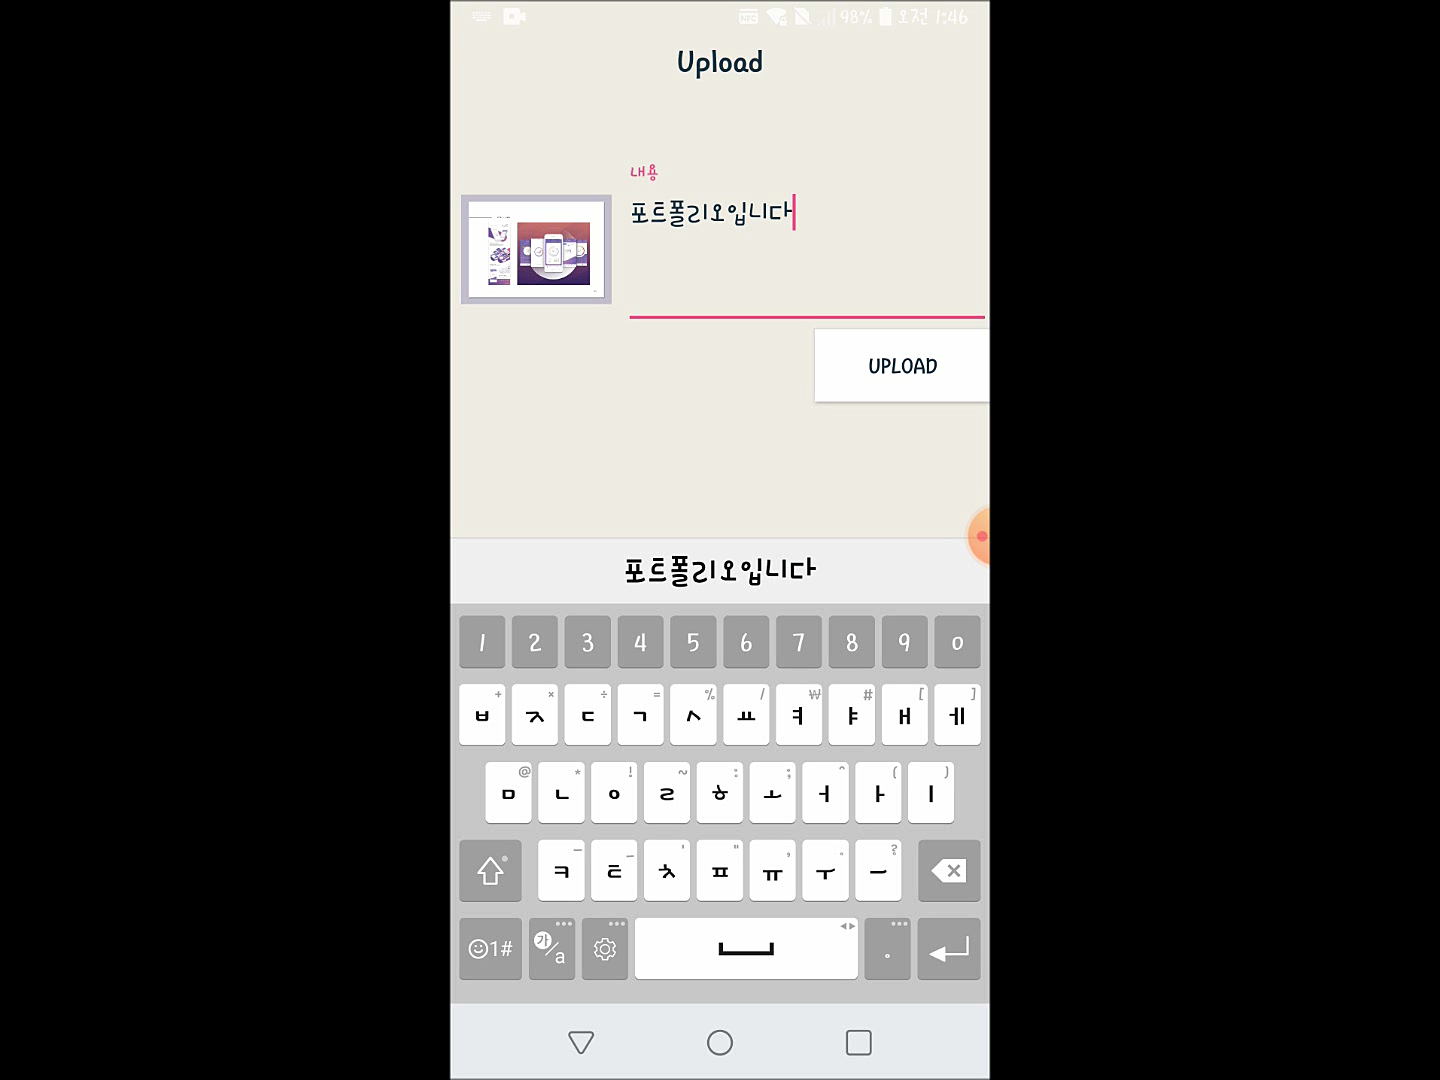 NFC 98% 오전 1:46
Upload
내용
포트폴리오입니다
UPLOAD
포트폴리오입니다
1 2 3 4 5 6 7 8 9 0
+ × ÷ = % / ₩ # [ ]
ㅂ ㅈ ㄷ ㄱ ㅅ ㅛ ㅕ ㅑ ㅐ ㅔ
@ * ! ~ : ; ^ ( )
ㅁ ㄴ ㅇ ㄹ ㅎ ㅗ ㅓ ㅏ ㅣ
- _ ' " , . ?
ㅋ ㅌ ㅊ ㅍ ㅠ ㅜ ㅡ
1# 가/a .